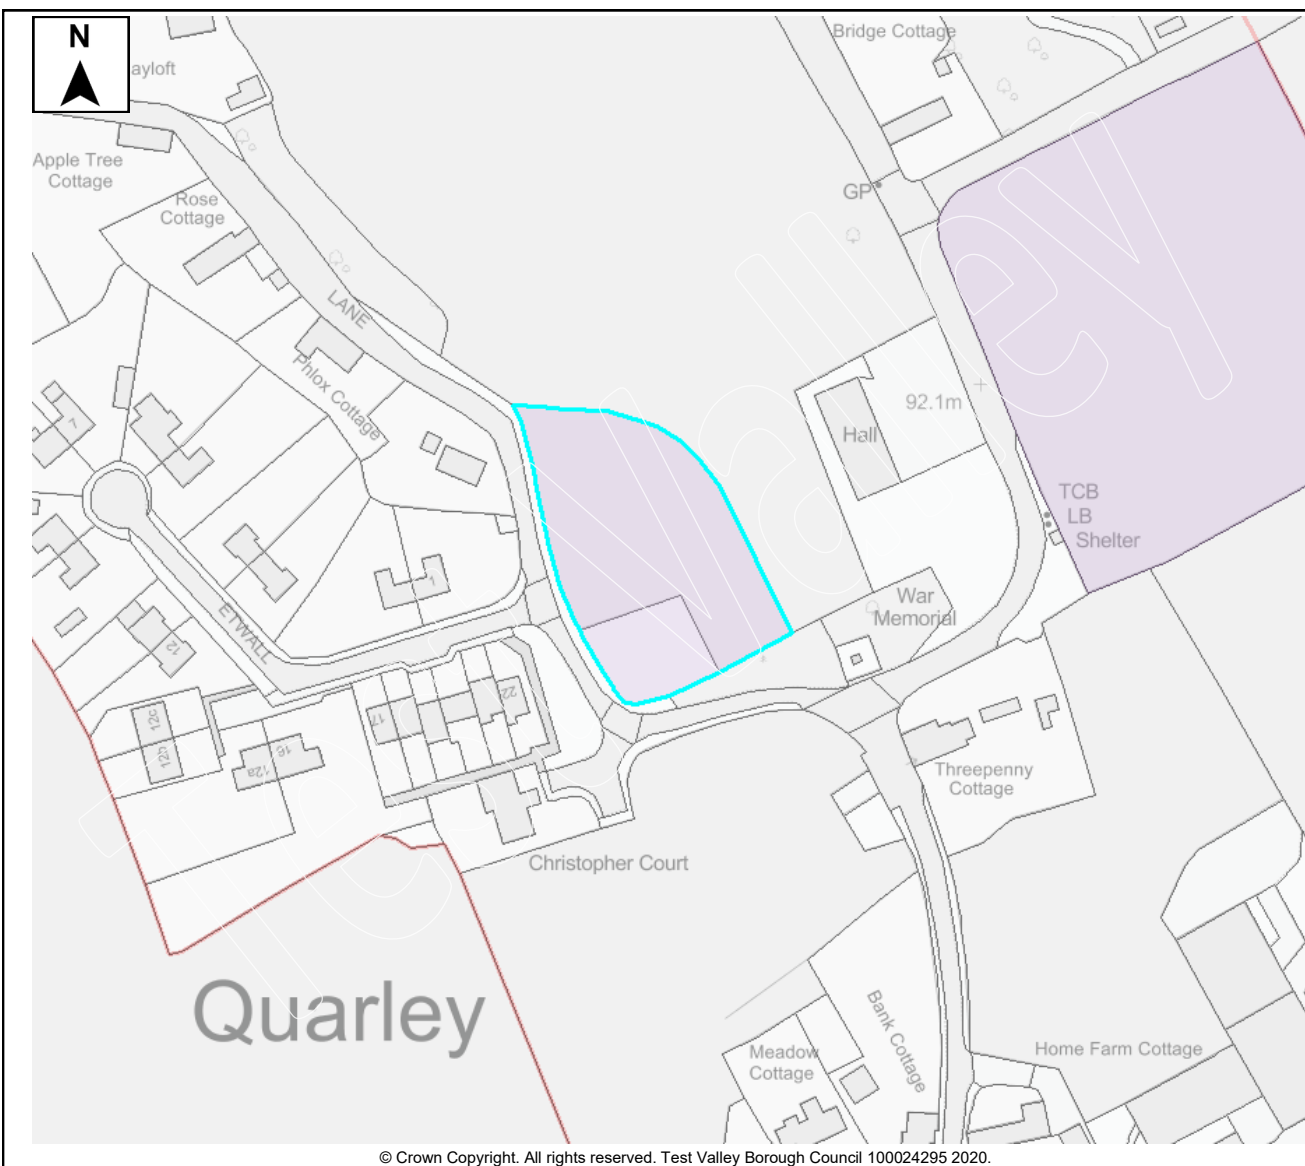 N
ayloft
Bridge Cottage
Apple Tree
Cottage
Rose
Cottage
GP
LANE
Phlox Cottage
92.1m
Hall
7
TCB
LB
Shelter
1
War
Memorial
ETWALL
12
22
17
12c
12b
16
12a
Threepenny
Cottage
Christopher Court
Quarley
Bank Cottage
Meadow
Cottage
Home Farm Cottage
© Crown Copyright. All rights reserved. Test Valley Borough Council 100024295 2020.